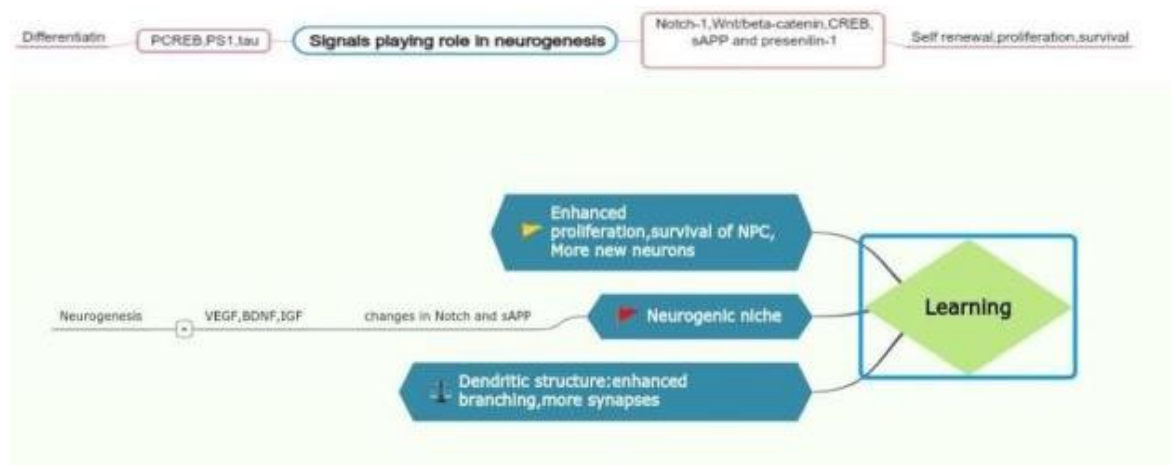 Differentiatin
PCREB,PS1,tau
Signals playing role in neurogenesis
Notch-1,Wnt/beta-catenin,CREB,
sAPP and presenilin-1
Self renewal,proliferation,survival
Enhanced
proliferation,survival of NPC,
More new neurons
Neurogenesis
VEGF,BDNF,IGF
changes in Notch and sAPP
Neurogenic niche
Learning
Dendritic structure:enhanced
branching,more synapses